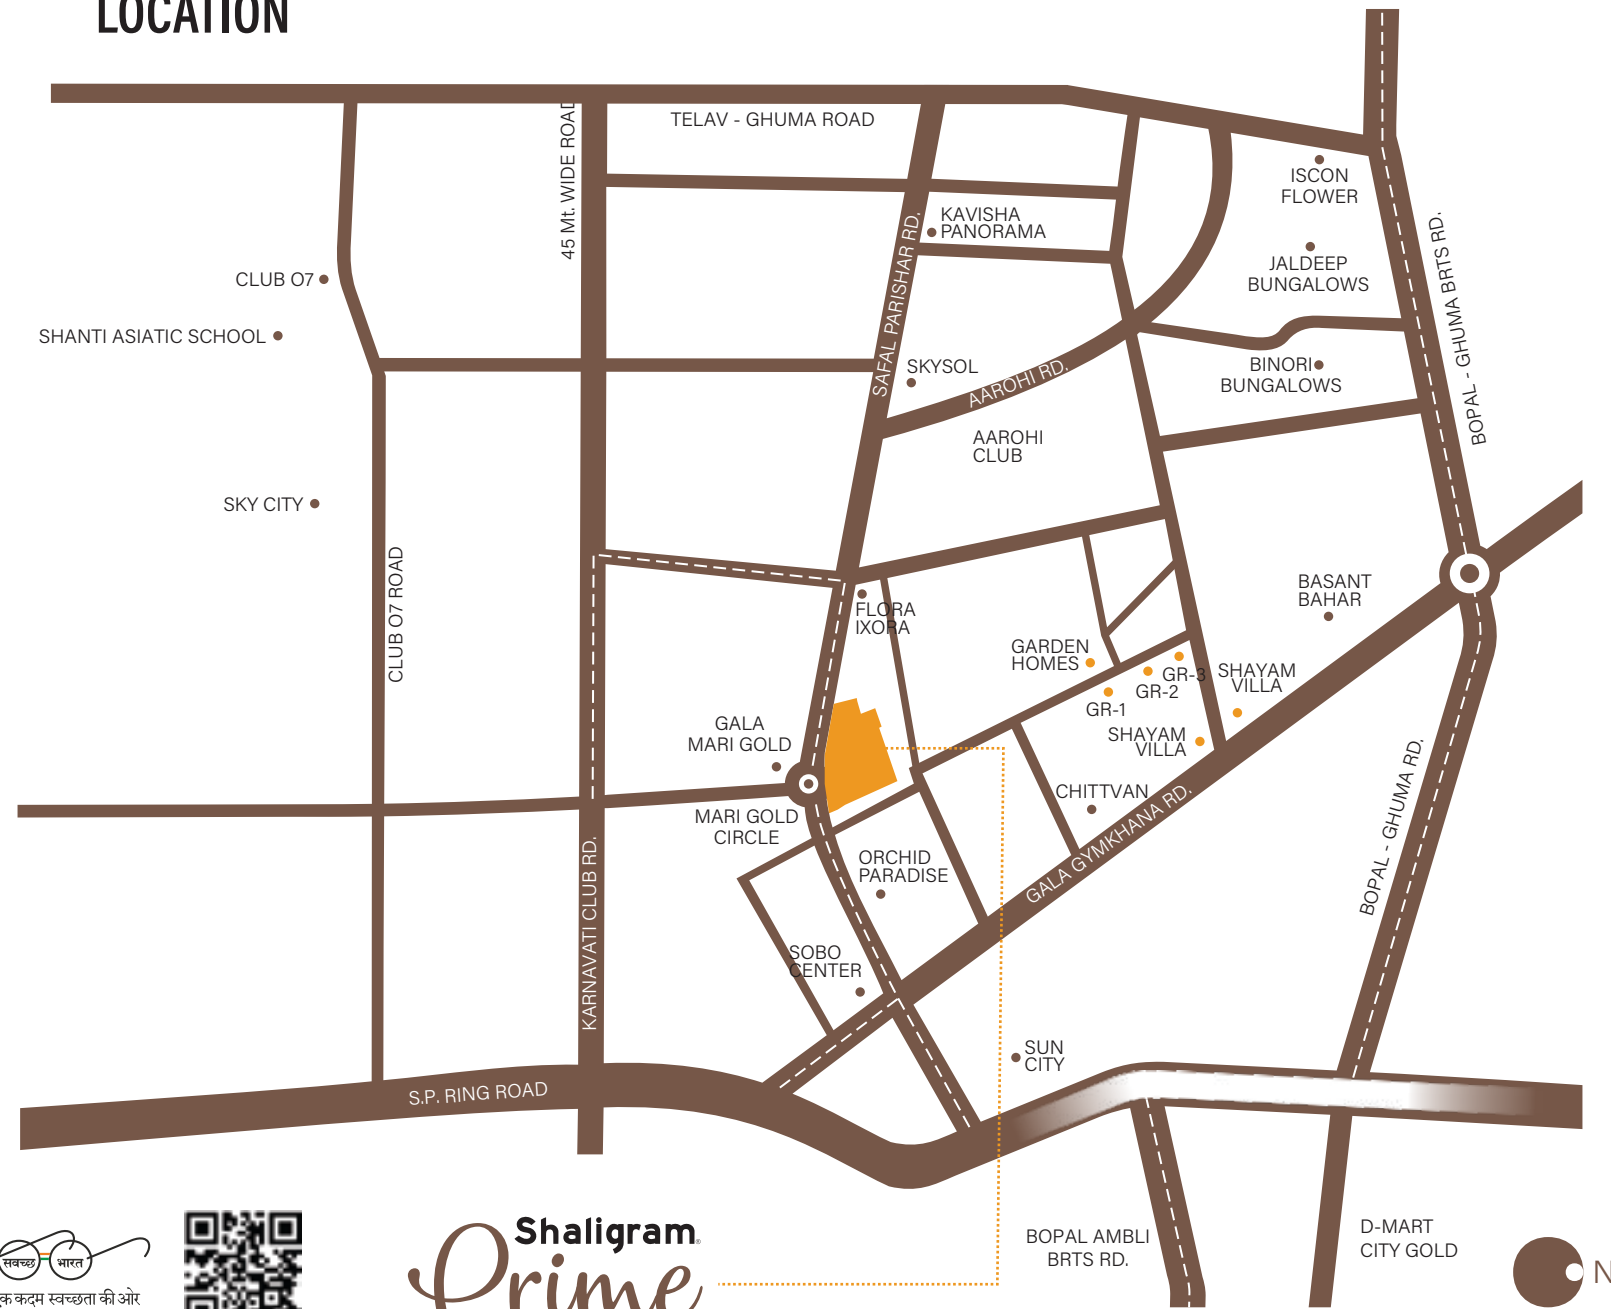 LOCATION
TELAV - GHUMA ROAD
45 Mt. WIDE ROAD
ISCON
FLOWER
KAVISHA
PANORAMA
SAFAL PARISHAR RD.
BOPAL - GHUMA BRTS RD.
JALDEEP
BUNGALOWS
CLUB O7
SHANTI ASIATIC SCHOOL
SKYSOL
AAROHI RD.
BINORI
BUNGALOWS
AAROHI
CLUB
SKY CITY
CLUB O7 ROAD
FLORA
IXORA
BASANT
BAHAR
GARDEN
HOMES
GR-3
GR-2
GR-1
SHAYAM
VILLA
SHAYAM
VILLA
GALA
MARI GOLD
MARI GOLD
CIRCLE
CHITTVAN
GALA GYMKHANA RD.
BOPAL - GHUMA RD.
KARNAVATI CLUB RD.
ORCHID
PARADISE
SOBO
CENTER
SUN
CITY
S.P. RING ROAD
BOPAL AMBLI
BRTS RD.
D-MART
CITY GOLD
N
Shaligram
Prime
स्वच्छ भारत
क कदम स्वच्छता की ओर